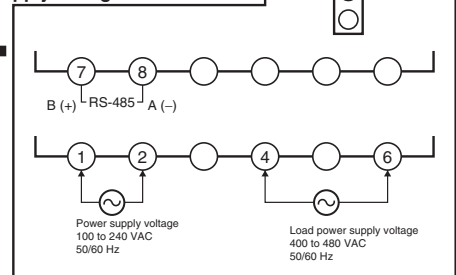 7 8
B (+) RS-485 A (−)
1 2 4 6
Power supply voltage
100 to 240 VAC
50/60 Hz
Load power supply voltage
400 to 480 VAC
50/60 Hz